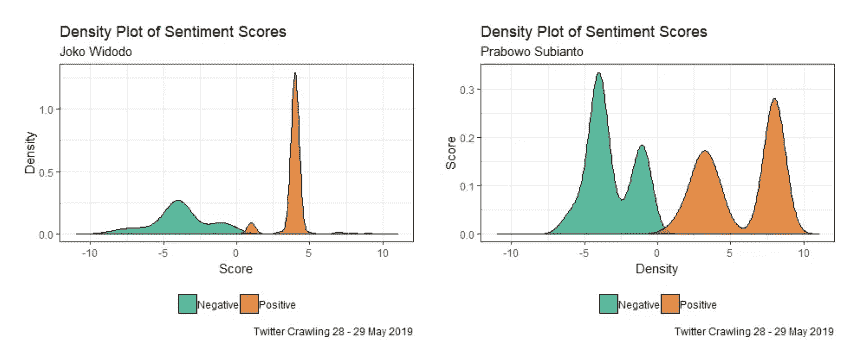 Density Plot of Sentiment Scores
Joko Widodo
Density
1.0
0.5
0.0
-10 -5 0 5 10
Score
Negative Positive
Twitter Crawling 28 - 29 May 2019
Density Plot of Sentiment Scores
Prabowo Subianto
Score
0.3
0.2
0.1
0.0
-10 -5 0 5 10
Density
Negative Positive
Twitter Crawling 28 - 29 May 2019